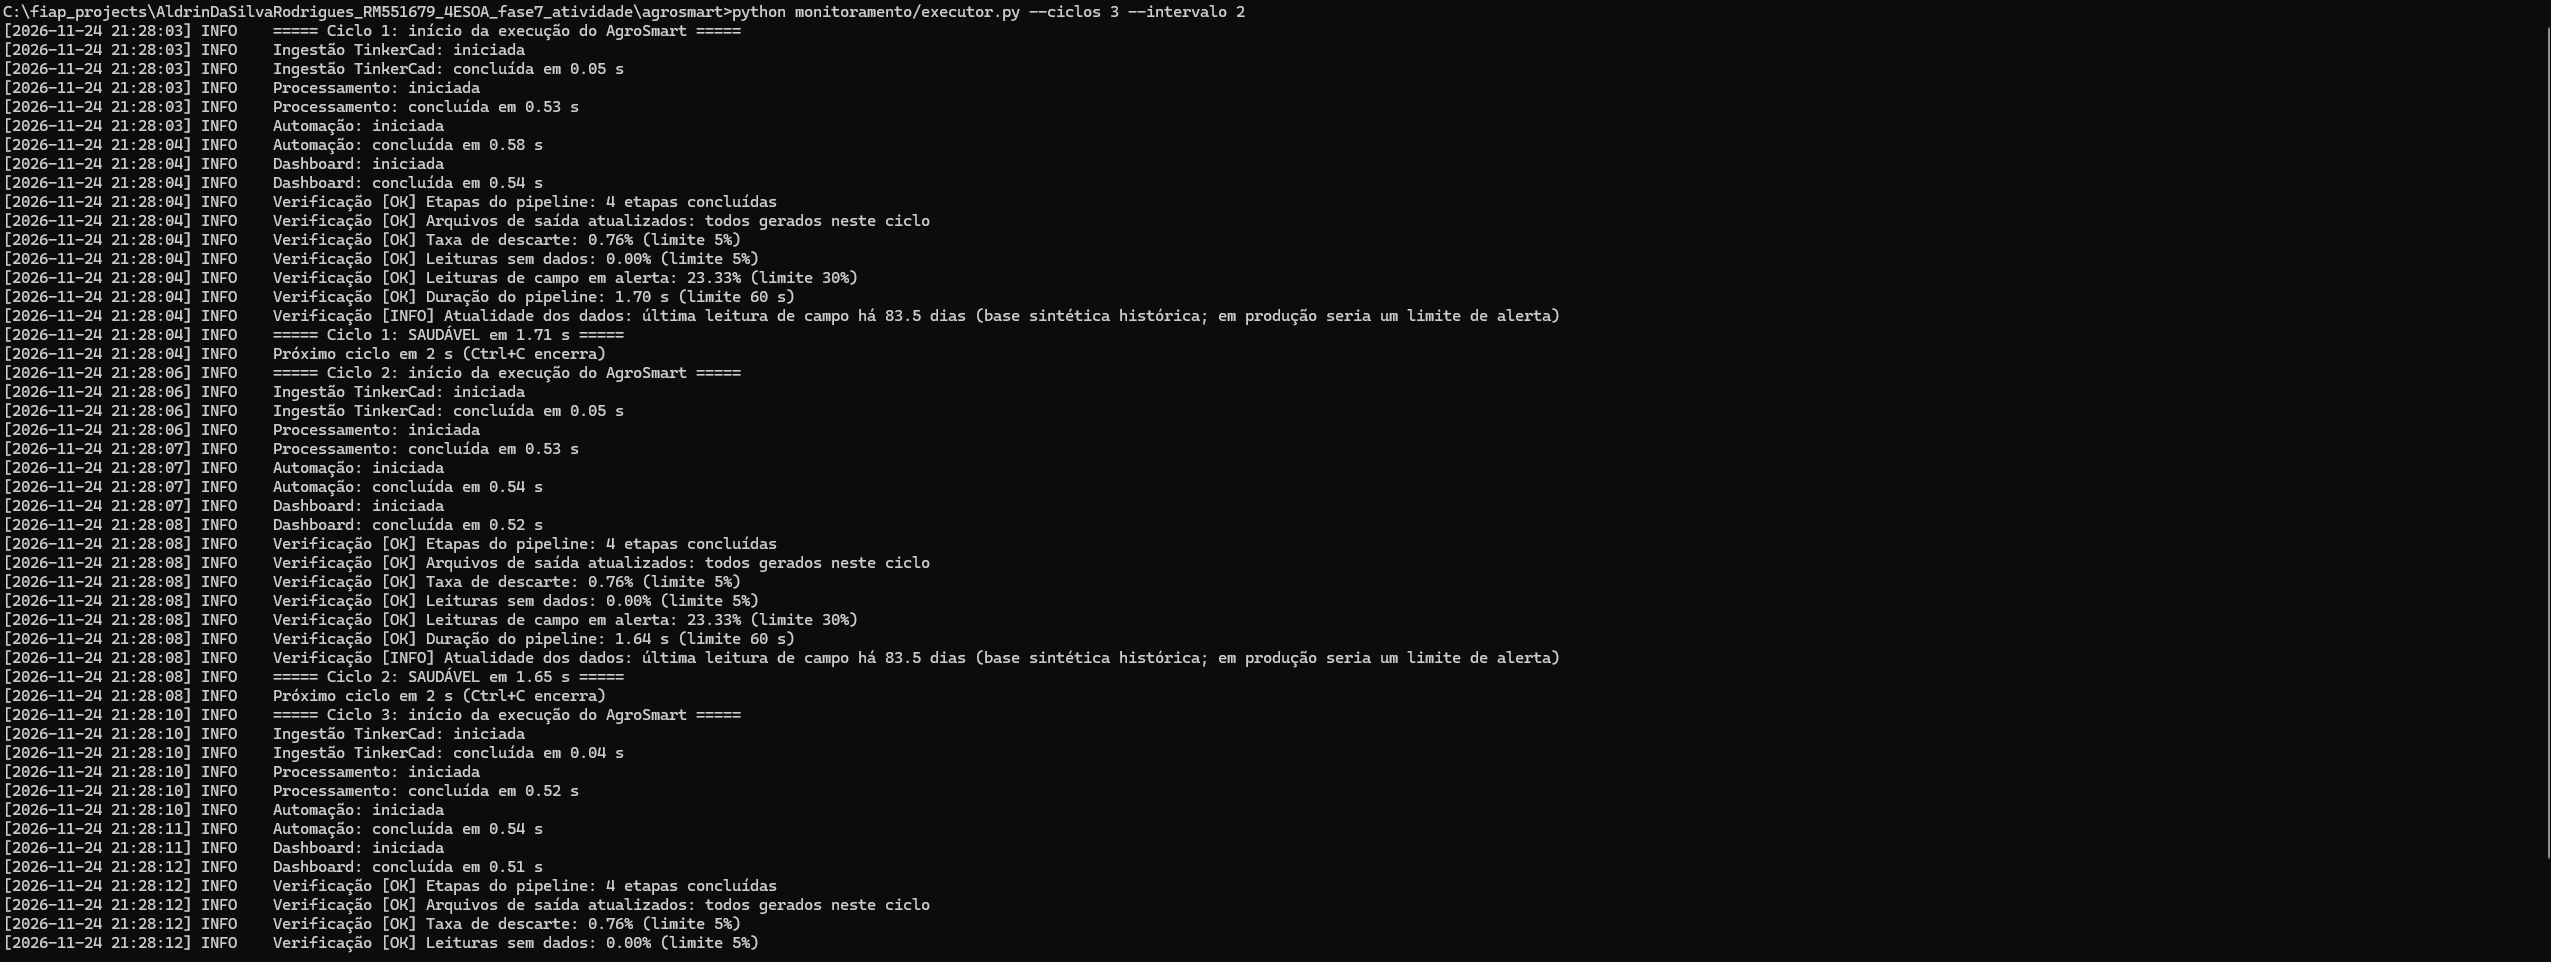 C:\fiap_projects\AldrinDaSilvaRodrigues_RM551679_4ESOA_fase7_atividade\agrosmart>python monitoramento/executor.py --ciclos 3 --intervalo 2
[2026-11-24 21:28:03] INFO    ===== Ciclo 1: início da execução do AgroSmart =====
[2026-11-24 21:28:03] INFO    Ingestão TinkerCad: iniciada
[2026-11-24 21:28:03] INFO    Ingestão TinkerCad: concluída em 0.05 s
[2026-11-24 21:28:03] INFO    Processamento: iniciada
[2026-11-24 21:28:03] INFO    Processamento: concluída em 0.53 s
[2026-11-24 21:28:03] INFO    Automação: iniciada
[2026-11-24 21:28:04] INFO    Automação: concluída em 0.58 s
[2026-11-24 21:28:04] INFO    Dashboard: iniciada
[2026-11-24 21:28:04] INFO    Dashboard: concluída em 0.54 s
[2026-11-24 21:28:04] INFO    Verificação [OK] Etapas do pipeline: 4 etapas concluídas
[2026-11-24 21:28:04] INFO    Verificação [OK] Arquivos de saída atualizados: todos gerados neste ciclo
[2026-11-24 21:28:04] INFO    Verificação [OK] Taxa de descarte: 0.76% (limite 5%)
[2026-11-24 21:28:04] INFO    Verificação [OK] Leituras sem dados: 0.00% (limite 5%)
[2026-11-24 21:28:04] INFO    Verificação [OK] Leituras de campo em alerta: 23.33% (limite 30%)
[2026-11-24 21:28:04] INFO    Verificação [OK] Duração do pipeline: 1.70 s (limite 60 s)
[2026-11-24 21:28:04] INFO    Verificação [INFO] Atualidade dos dados: última leitura de campo há 83.5 dias (base sintética histórica; em produção seria um limite de alerta)
[2026-11-24 21:28:04] INFO    ===== Ciclo 1: SAUDÁVEL em 1.71 s =====
[2026-11-24 21:28:04] INFO    Próximo ciclo em 2 s (Ctrl+C encerra)
[2026-11-24 21:28:06] INFO    ===== Ciclo 2: início da execução do AgroSmart =====
[2026-11-24 21:28:06] INFO    Ingestão TinkerCad: iniciada
[2026-11-24 21:28:06] INFO    Ingestão TinkerCad: concluída em 0.05 s
[2026-11-24 21:28:06] INFO    Processamento: iniciada
[2026-11-24 21:28:07] INFO    Processamento: concluída em 0.53 s
[2026-11-24 21:28:07] INFO    Automação: iniciada
[2026-11-24 21:28:07] INFO    Automação: concluída em 0.54 s
[2026-11-24 21:28:07] INFO    Dashboard: iniciada
[2026-11-24 21:28:08] INFO    Dashboard: concluída em 0.52 s
[2026-11-24 21:28:08] INFO    Verificação [OK] Etapas do pipeline: 4 etapas concluídas
[2026-11-24 21:28:08] INFO    Verificação [OK] Arquivos de saída atualizados: todos gerados neste ciclo
[2026-11-24 21:28:08] INFO    Verificação [OK] Taxa de descarte: 0.76% (limite 5%)
[2026-11-24 21:28:08] INFO    Verificação [OK] Leituras sem dados: 0.00% (limite 5%)
[2026-11-24 21:28:08] INFO    Verificação [OK] Leituras de campo em alerta: 23.33% (limite 30%)
[2026-11-24 21:28:08] INFO    Verificação [OK] Duração do pipeline: 1.64 s (limite 60 s)
[2026-11-24 21:28:08] INFO    Verificação [INFO] Atualidade dos dados: última leitura de campo há 83.5 dias (base sintética histórica; em produção seria um limite de alerta)
[2026-11-24 21:28:08] INFO    ===== Ciclo 2: SAUDÁVEL em 1.65 s =====
[2026-11-24 21:28:08] INFO    Próximo ciclo em 2 s (Ctrl+C encerra)
[2026-11-24 21:28:10] INFO    ===== Ciclo 3: início da execução do AgroSmart =====
[2026-11-24 21:28:10] INFO    Ingestão TinkerCad: iniciada
[2026-11-24 21:28:10] INFO    Ingestão TinkerCad: concluída em 0.04 s
[2026-11-24 21:28:10] INFO    Processamento: iniciada
[2026-11-24 21:28:10] INFO    Processamento: concluída em 0.52 s
[2026-11-24 21:28:10] INFO    Automação: iniciada
[2026-11-24 21:28:11] INFO    Automação: concluída em 0.54 s
[2026-11-24 21:28:11] INFO    Dashboard: iniciada
[2026-11-24 21:28:12] INFO    Dashboard: concluída em 0.51 s
[2026-11-24 21:28:12] INFO    Verificação [OK] Etapas do pipeline: 4 etapas concluídas
[2026-11-24 21:28:12] INFO    Verificação [OK] Arquivos de saída atualizados: todos gerados neste ciclo
[2026-11-24 21:28:12] INFO    Verificação [OK] Taxa de descarte: 0.76% (limite 5%)
[2026-11-24 21:28:12] INFO    Verificação [OK] Leituras sem dados: 0.00% (limite 5%)